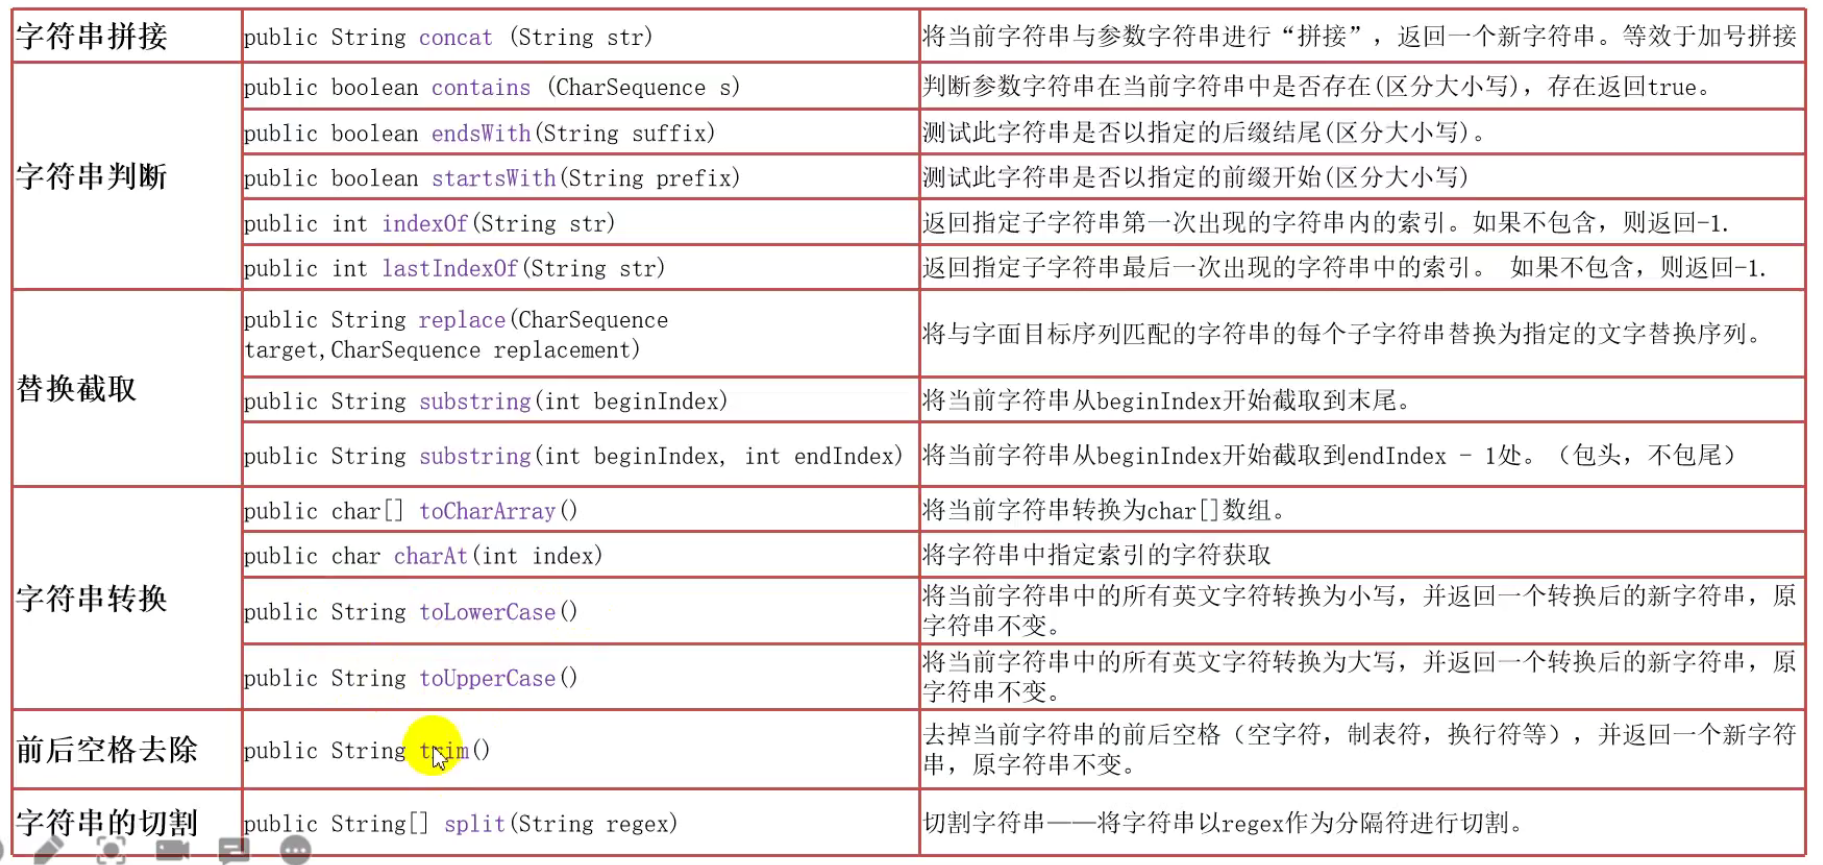 字符串拼接
public String concat (String str)
将当前字符串与参数字符串进行“拼接”，返回一个新字符串。等效于加号拼接
字符串判断
public boolean contains (CharSequence s)
判断参数字符串在当前字符串中是否存在(区分大小写)，存在返回true。
public boolean endsWith(String suffix)
测试此字符串是否以指定的后缀结尾(区分大小写)。
public boolean startsWith(String prefix)
测试此字符串是否以指定的前缀开始(区分大小写)
public int indexOf(String str)
返回指定子字符串第一次出现的字符串内的索引。如果不包含，则返回-1.
public int lastIndexOf(String str)
返回指定子字符串最后一次出现的字符串中的索引。 如果不包含，则返回-1.
替换截取
public String replace(CharSequence
target,CharSequence replacement)
将与字面目标序列匹配的字符串的每个子字符串替换为指定的文字替换序列。
public String substring(int beginIndex)
将当前字符串从beginIndex开始截取到末尾。
public String substring(int beginIndex, int endIndex)
将当前字符串从beginIndex开始截取到endIndex - 1处。（包头，不包尾）
字符串转换
public char[] toCharArray()
将当前字符串转换为char[]数组。
public char charAt(int index)
将字符串中指定索引的字符获取
public String toLowerCase()
将当前字符串中的所有英文字符转换为小写，并返回一个转换后的新字符串，原
字符串不变。
public String toUpperCase()
将当前字符串中的所有英文字符转换为大写，并返回一个转换后的新字符串，原
字符串不变。
前后空格去除
public String trim()
去掉当前字符串的前后空格（空字符，制表符，换行符等），并返回一个新字符
串，原字符串不变。
字符串的切割
public String[] split(String regex)
切割字符串——将字符串以regex作为分隔符进行切割。